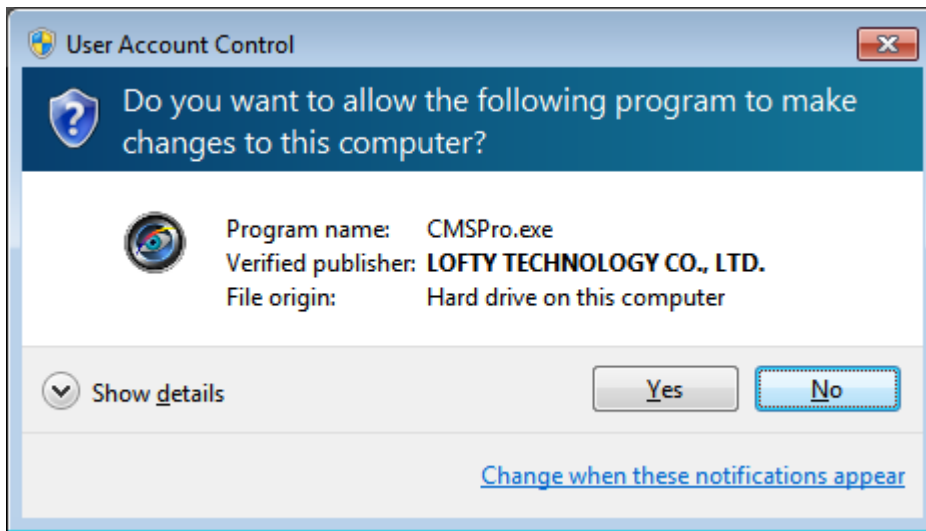 User Account Control
Do you want to allow the following program to make
changes to this computer?
Program name: CMSPro.exe
Verified publisher: LOFTY TECHNOLOGY CO., LTD.
File origin: Hard drive on this computer
Show details
Yes
No
Change when these notifications appear